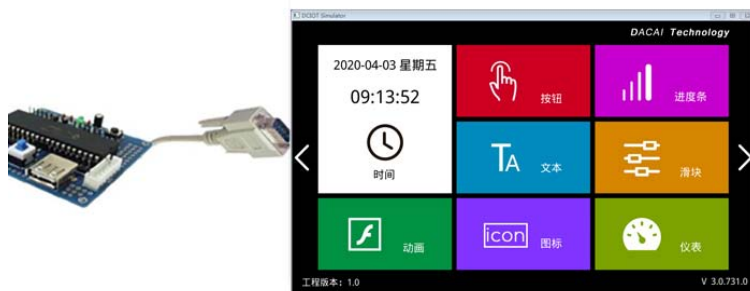 DCIOT Simulator
DACAI Technology
2020-04-03 星期五
09:13:52
时间
按钮
进度条
TA
文本
滑块
动画
icon
图标
仪表
工程版本：1.0
V 3.0.731.0